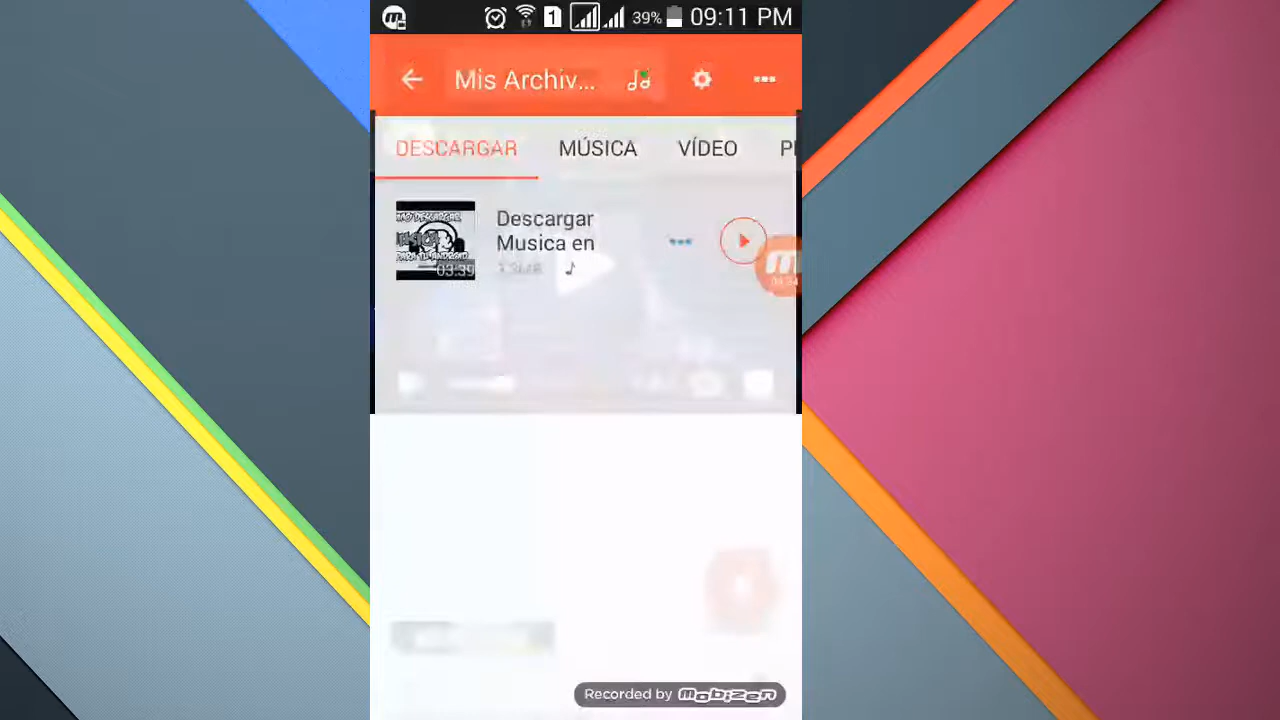 39% 09:11 PM
Mis Archiv...
DESCARGAR MÚSICA VÍDEO
Descargar
Musica en
03:39
Recorded by mobizen